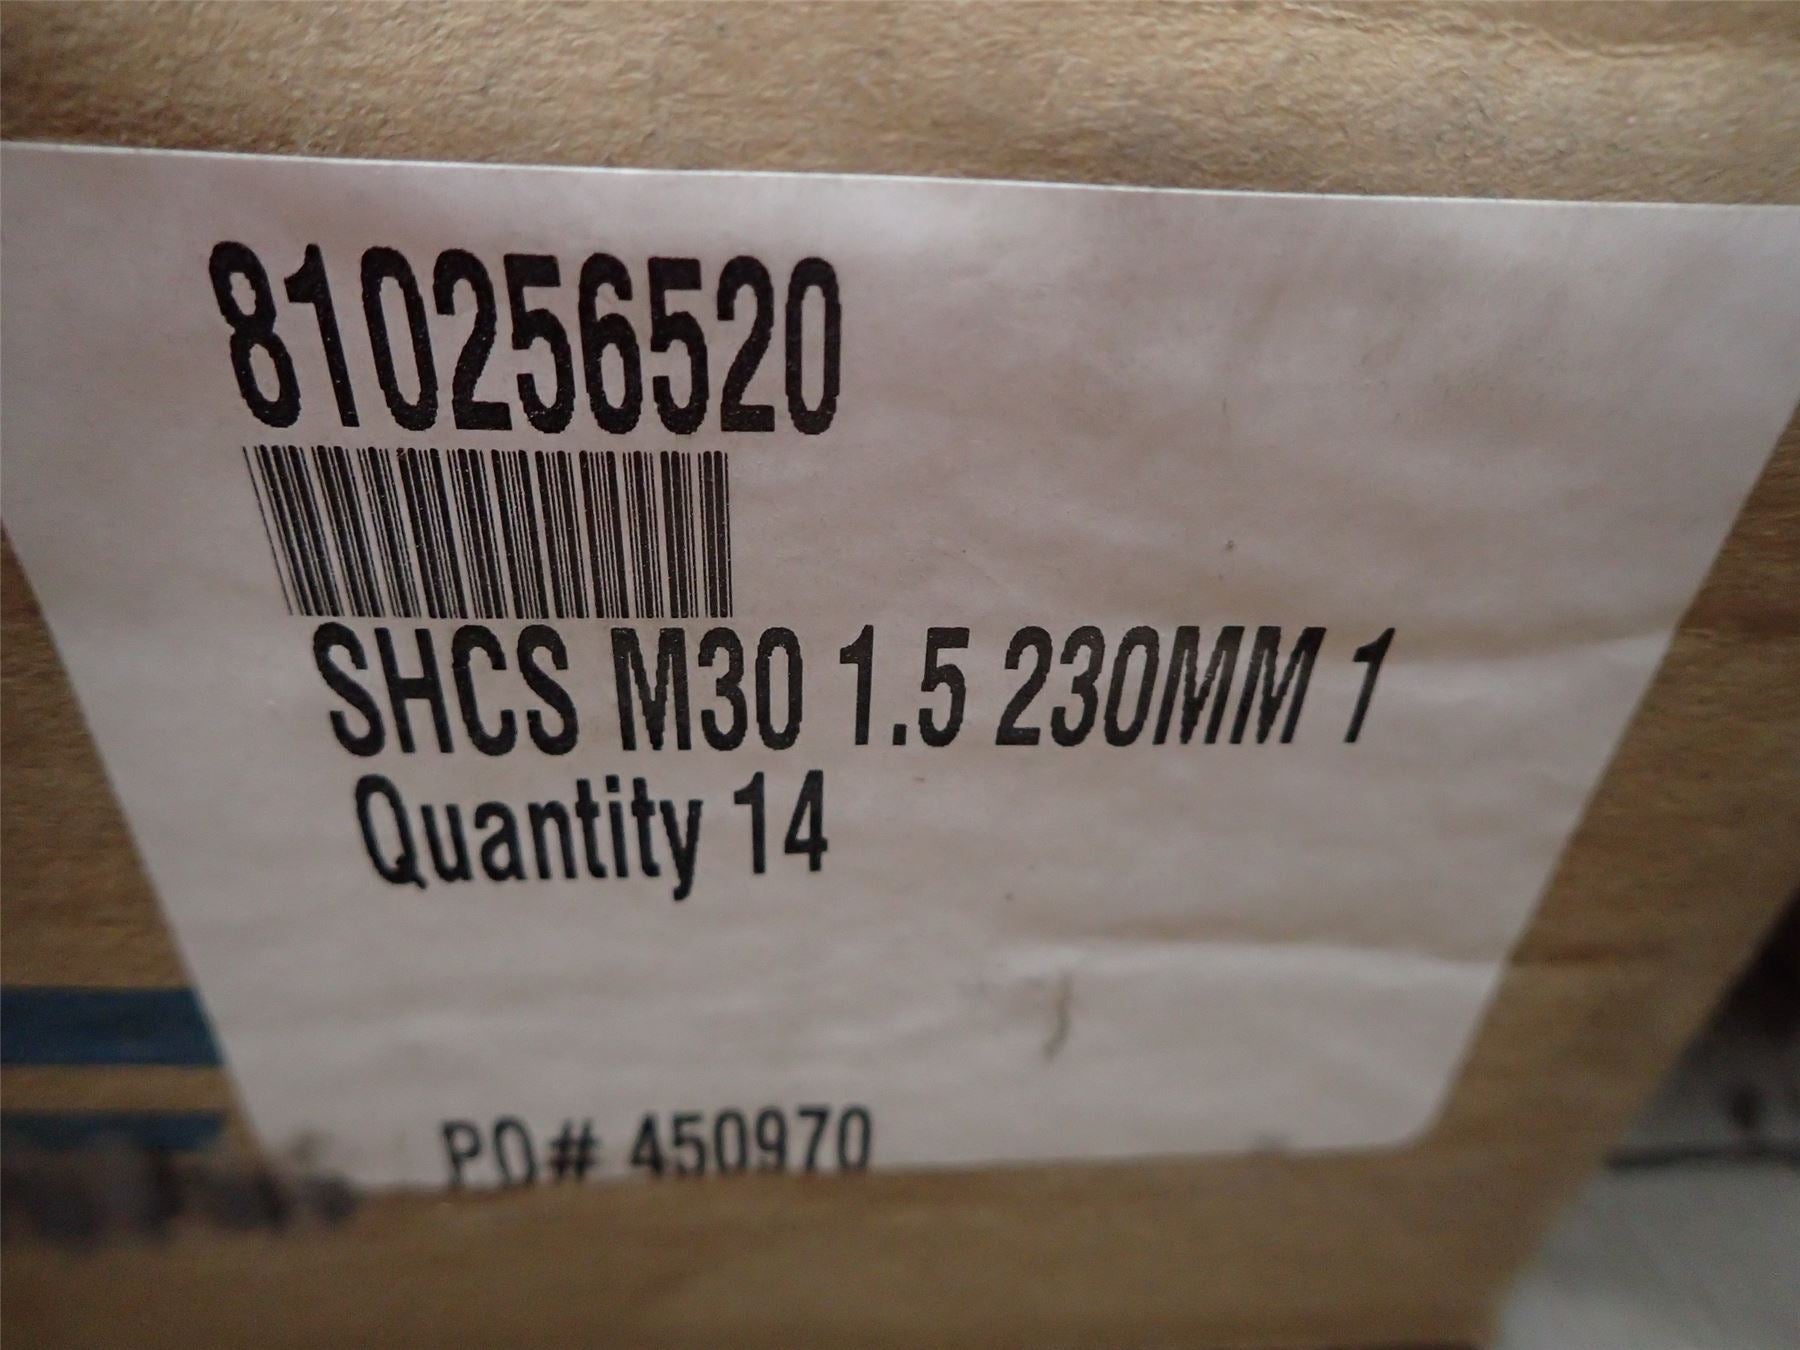 810256520
SHCS M30 1.5 230MM 1
Quantity 14
PO# 450970